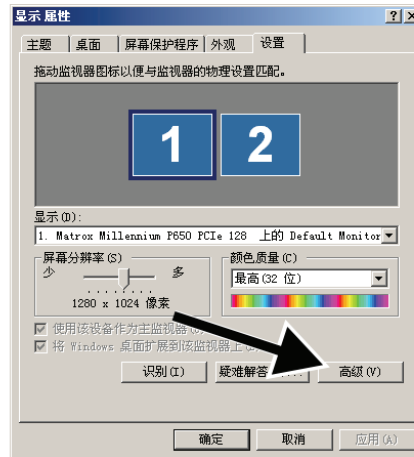 显示 属性
主题 桌面 屏幕保护程序 外观 设置
拖动监视器图标以便与监视器的物理设置匹配。
1 2
显示(D):
1. Matrox Millennium P650 PCIe 128 上的 Default Monitor
屏幕分辨率(S)
少 多
1280 x 1024 像素
颜色质量(C)
最高(32 位)
使用该设备作为主监视器
将 Windows 桌面扩展到该监视器上
识别(I) 疑难解答 高级(V)
确定 取消 应用(A)